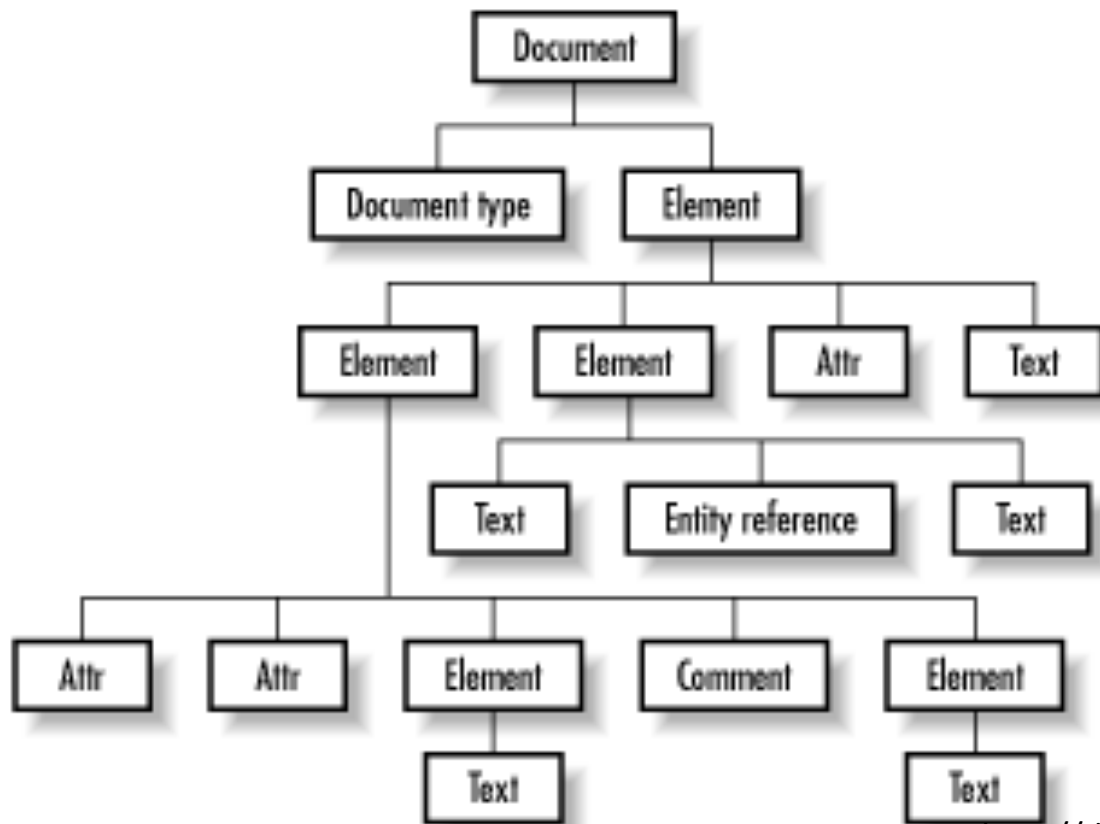 Document
Document type Element
Element Element Attr Text
Text Entity reference Text
Attr Attr Element Comment Element
Text Text